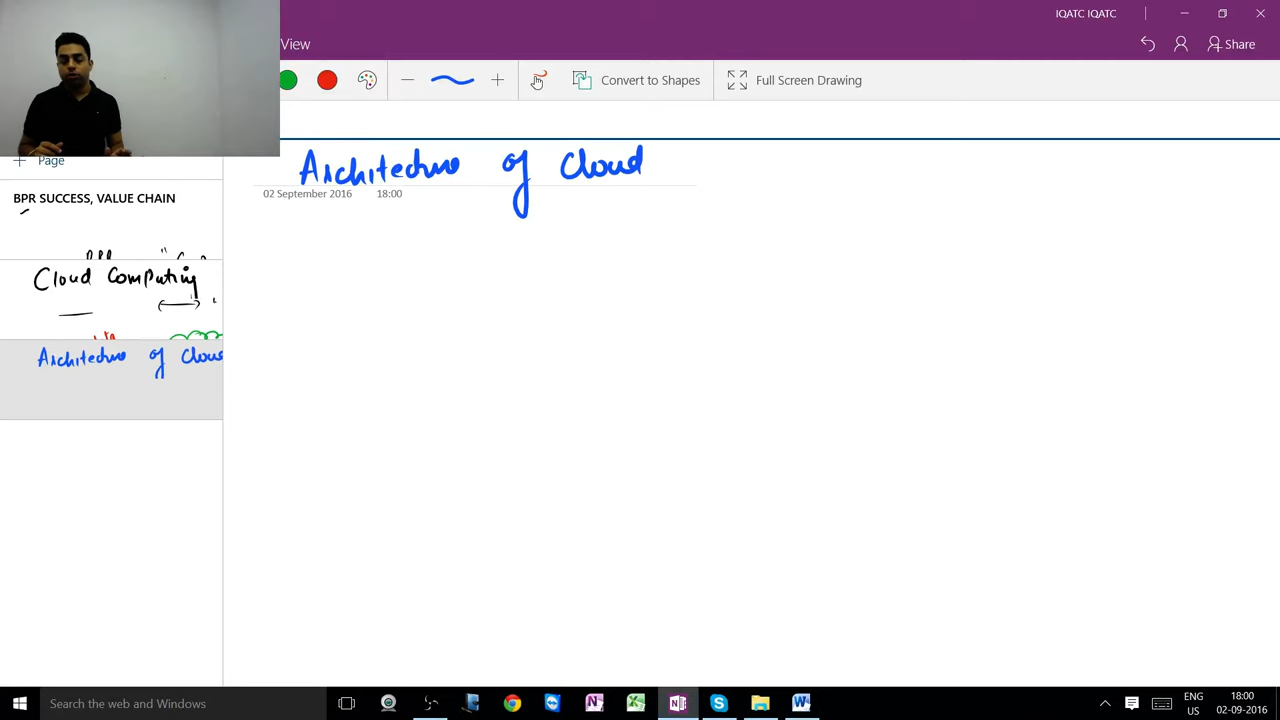 IQATC IQATC
View
Share
Convert to Shapes
Full Screen Drawing
Page
Architecture of Cloud
02 September 2016 18:00
BPR SUCCESS, VALUE CHAIN
Cloud Computing
Architecture of Cloud
Search the web and Windows
ENG
US
18:00
02-09-2016